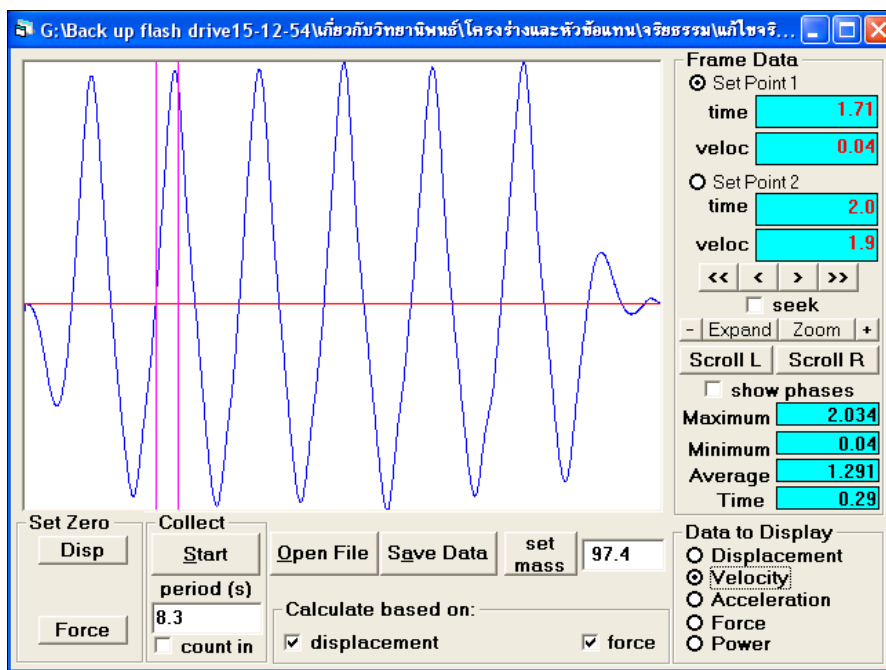 G:\Back up flash drive15-12-54\เกี่ยวกับวิทยานิพนธ์\โครงร่างและหัวข้อแทน\จริยธรรม\แก้ไขจริ...
Frame Data
Set Point 1
time 1.71
veloc 0.04
Set Point 2
time 2.0
veloc 1.9
<< < > >>
seek
- Expand Zoom +
Scroll L Scroll R
show phases
Maximum 2.034
Minimum 0.04
Average 1.291
Time 0.29
Set Zero
Disp
Force
Collect
Start
period (s)
8.3
count in
Open File Save Data set mass 97.4
Calculate based on:
displacement force
Data to Display
Displacement
Velocity
Acceleration
Force
Power